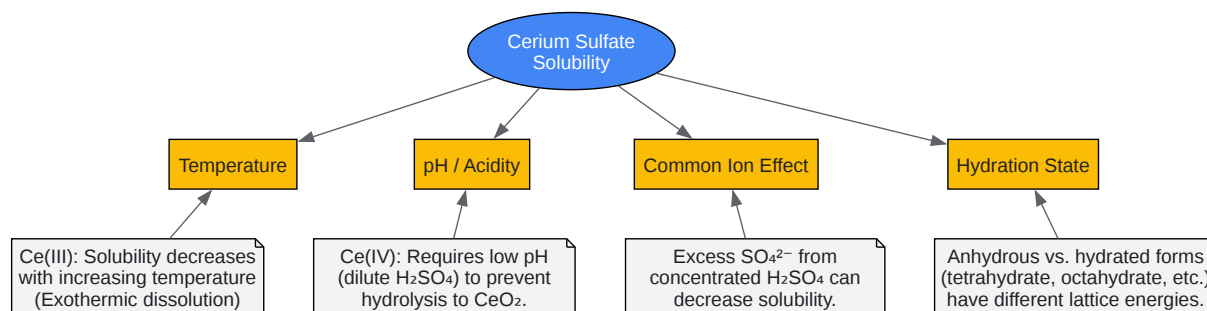 Cerium Sulfate
Solubility
Temperature
pH / Acidity
Common Ion Effect
Hydration State
Ce(III): Solubility decreases
with increasing temperature
(Exothermic dissolution)
Ce(IV): Requires low pH
(dilute H₂SO₄) to prevent
hydrolysis to CeO₂.
Excess SO₄²⁻ from
concentrated H₂SO₄ can
decrease solubility.
Anhydrous vs. hydrated forms
(tetrahydrate, octahydrate, etc.)
have different lattice energies.